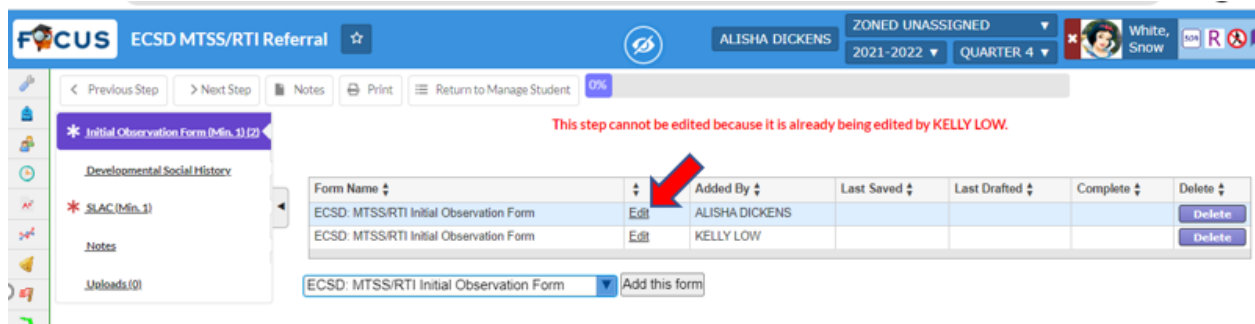 FOCUS ECSD MTSS/RTI Referral ALISHA DICKENS ZONED UNASSIGNED White, Snow
2021-2022 QUARTER 4 504 R
Previous Step Next Step Notes Print Return to Manage Student 0%
This step cannot be edited because it is already being edited by KELLY LOW.
Initial Observation Form (Min. 1) (2)
Developmental Social History
SLAC (Min. 1)
Notes
Uploads (0)
Form Name Added By Last Saved Last Drafted Complete Delete
ECSD: MTSS/RTI Initial Observation Form Edit ALISHA DICKENS Delete
ECSD: MTSS/RTI Initial Observation Form Edit KELLY LOW Delete
ECSD: MTSS/RTI Initial Observation Form Add this form